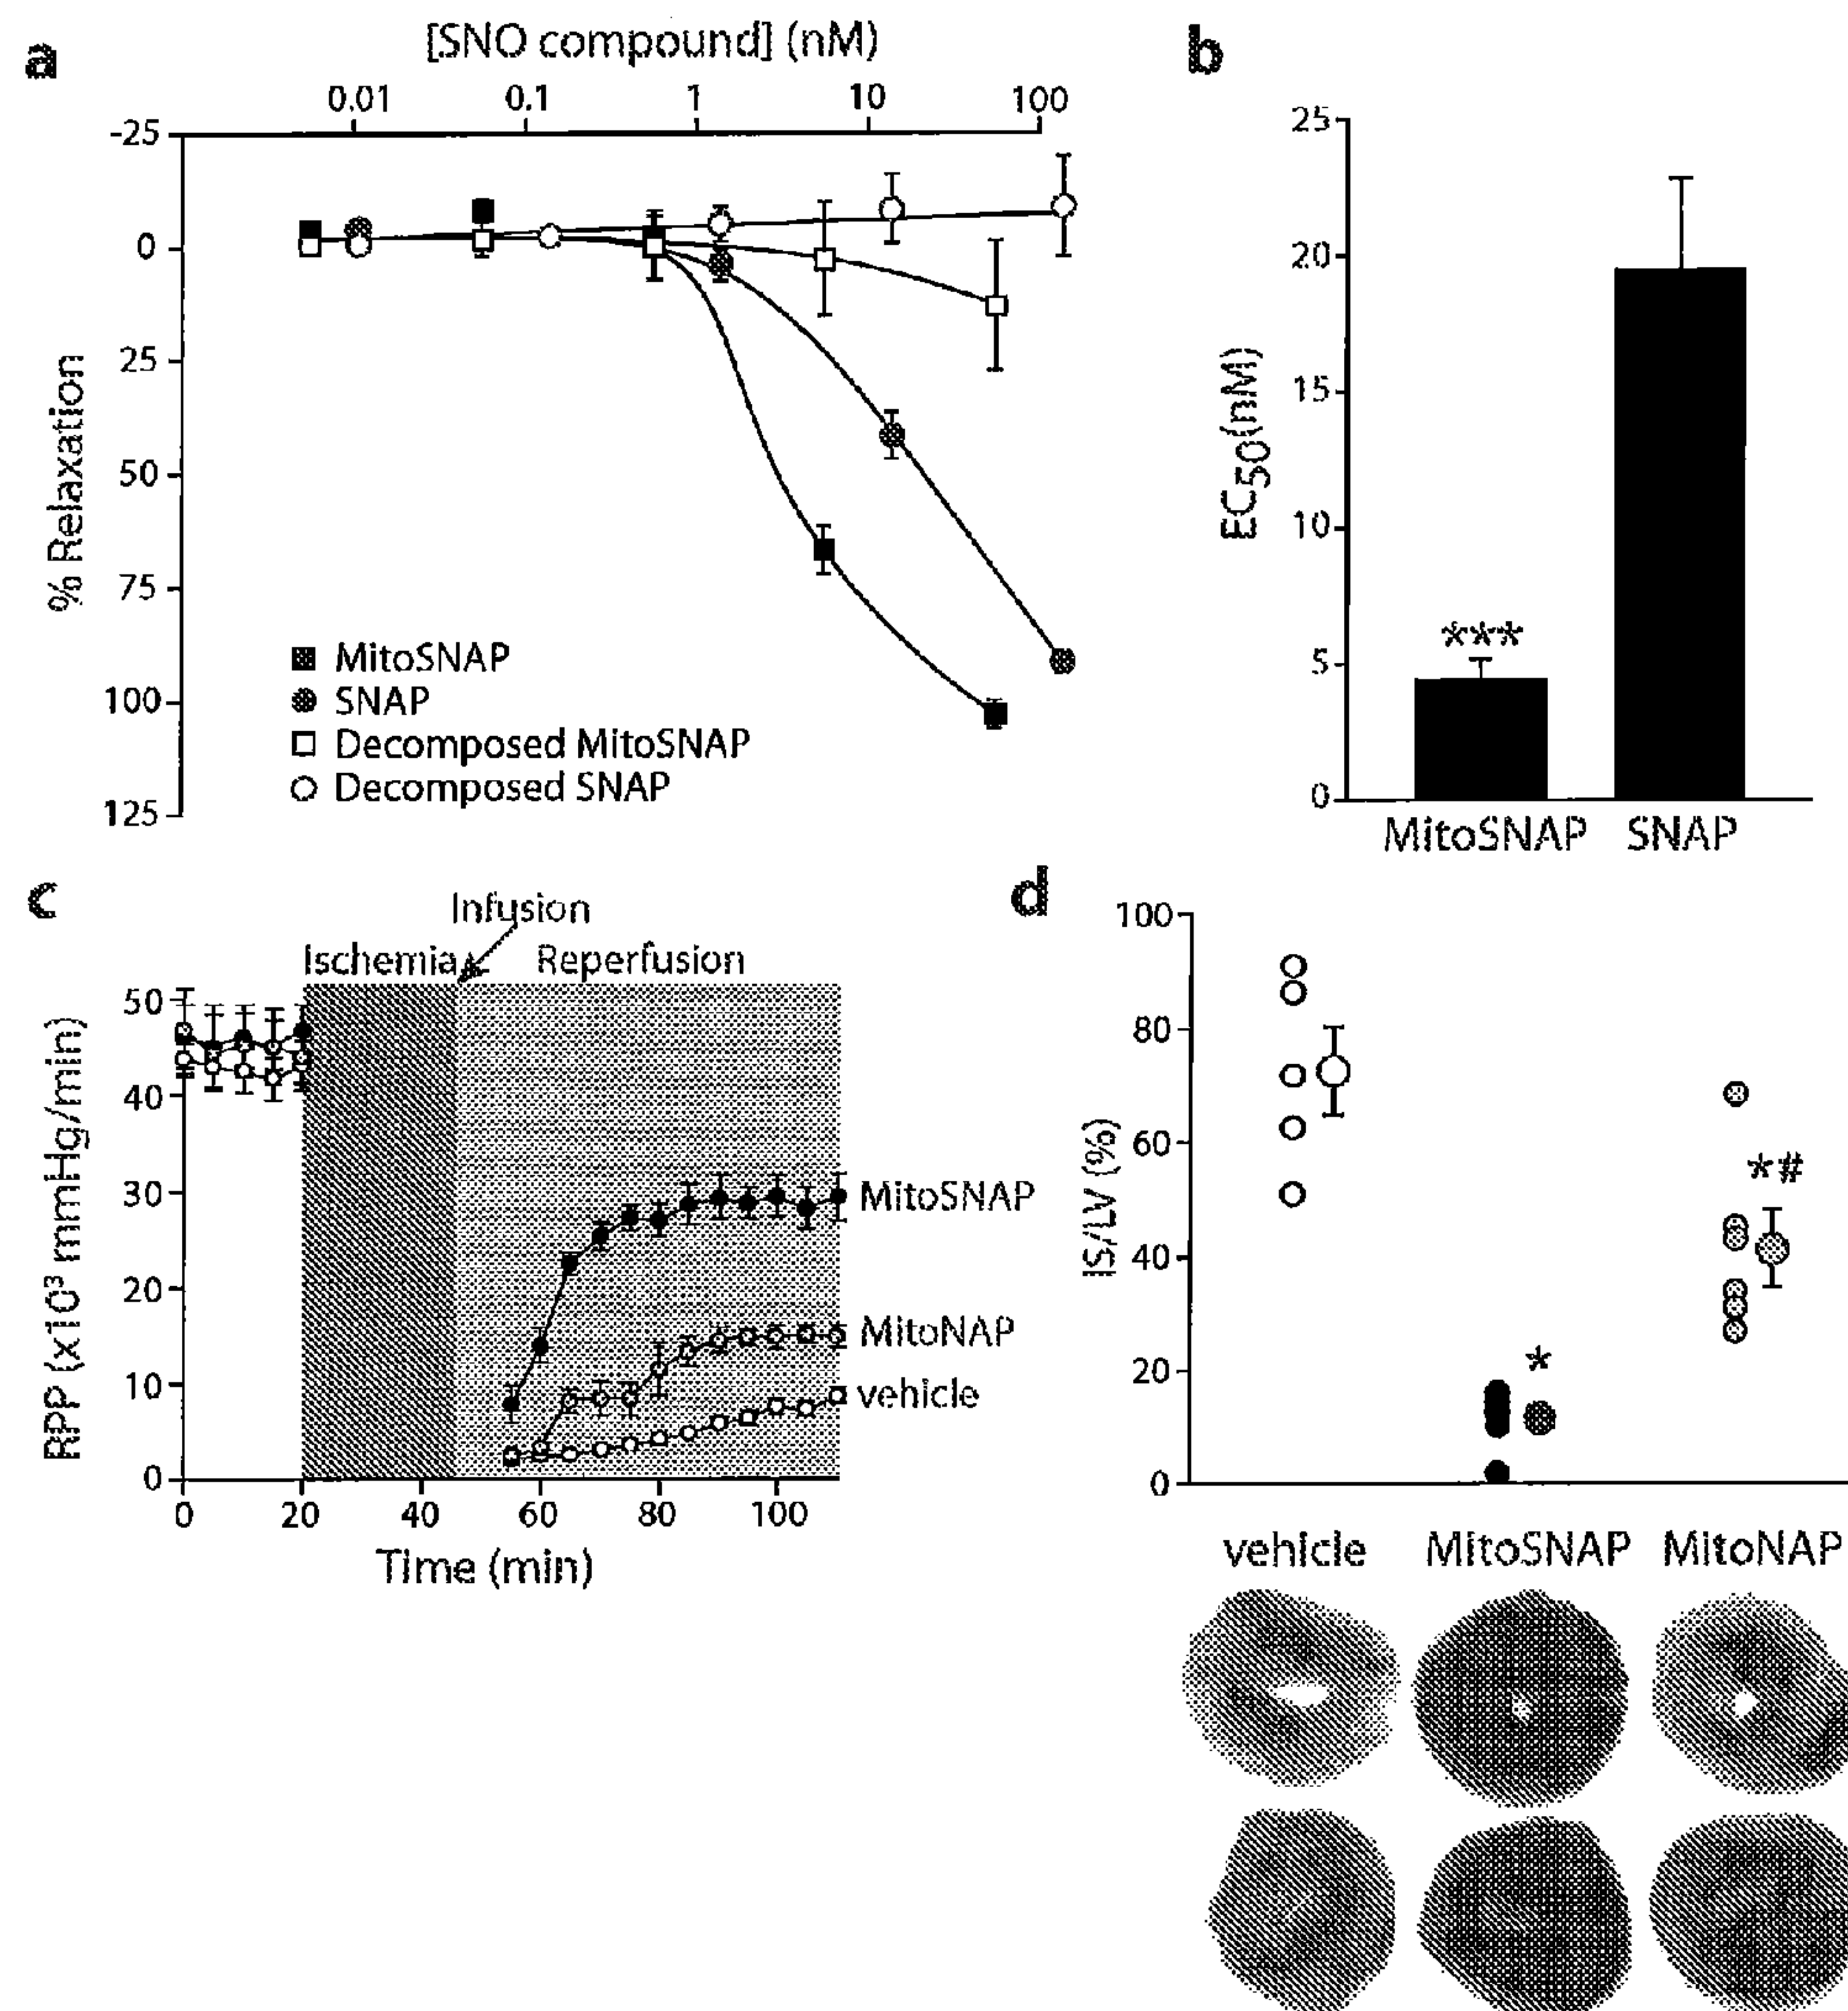 a
[SNO compound] (nM)
0.01 0.1 1 10 100
-25
0
25
50
75
100
125
% Relaxation
MitoSNAP
SNAP
Decomposed MitoSNAP
Decomposed SNAP
b
25
20
15
10
5
0
EC50(nM)
***
MitoSNAP SNAP
c
Infusion
Ischemia Reperfusion
50
40
30
20
10
0
RPP (x10³ mmHg/min)
MitoSNAP
MitoNAP
vehicle
0 20 40 60 80 100
Time (min)
d
100
80
60
40
20
0
IS/LV (%)
*
*#
vehicle MitoSNAP MitoNAP